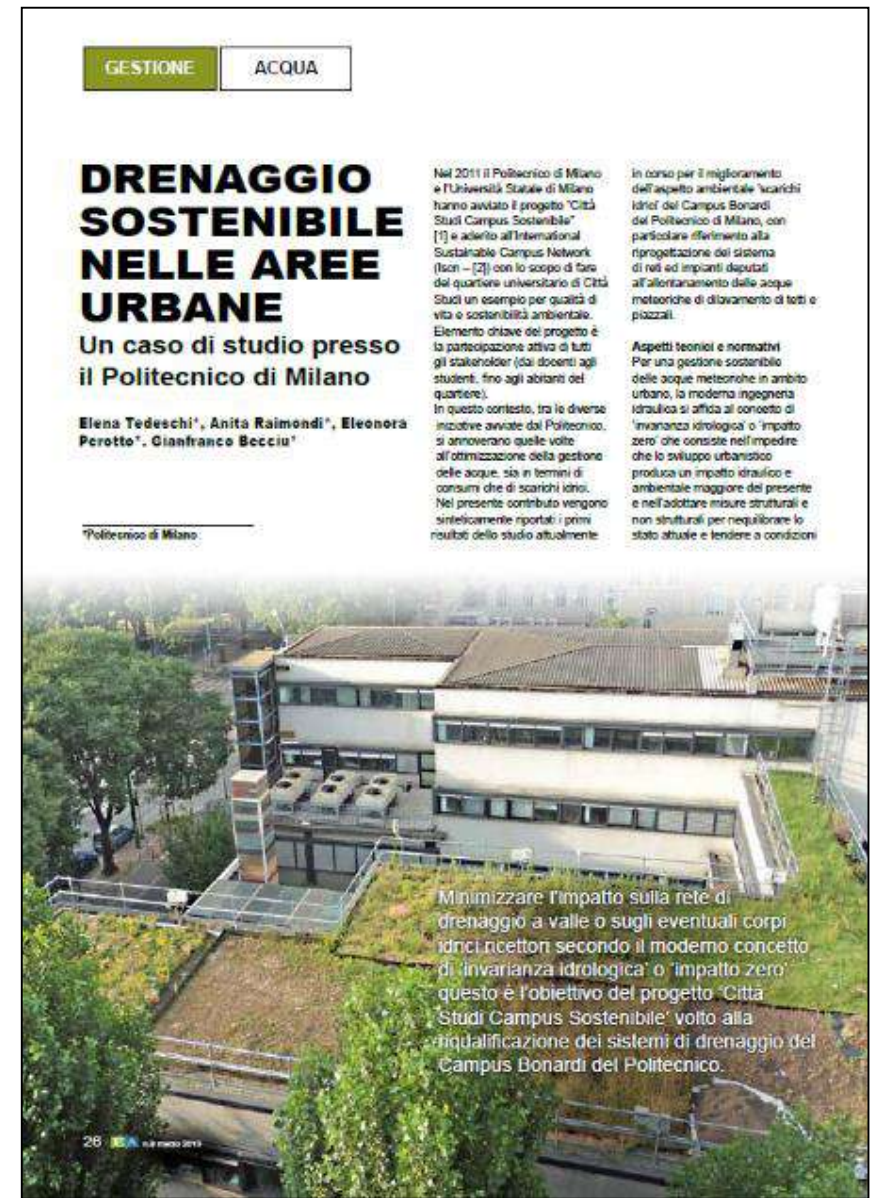 GESTIONE
ACQUA
DRENAGGIO
SOSTENIBILE
NELLE AREE
URBANE
Un caso di studio presso
il Politecnico di Milano
Elena Tedeschi*, Anita Raimondi*, Eleonora
Perotto*, Gianfranco Becciu*
*Politecnico di Milano
Nel 2011 il Politecnico di Milano
e l'Università Statale di Milano
hanno avviato il progetto "Città
Studi Campus Sostenibile"
[1] e aderito all'International
Sustainable Campus Network
(Iscn – [2]) con lo scopo di fare
del quartiere universitario di Città
Studi un esempio per qualità di
vita e sostenibilità ambientale.
Elemento chiave del progetto è
la partecipazione attiva di tutti
gli stakeholder (dai docenti agli
studenti, fino agli abitanti del
quartiere).
In questo contesto, tra le diverse
iniziative avviate dal Politecnico,
si annoverano quelle volte
all'ottimizzazione della gestione
delle acque, sia in termini di
consumi che di scarichi idrici.
Nel presente contributo vengono
sinteticamente riportati i primi
risultati dello studio attualmente
in corso per il miglioramento
dell'aspetto ambientale 'scarichi
idrici' del Campus Bonardi
del Politecnico di Milano, con
particolare riferimento alla
riprogettazione del sistema
di reti ed impianti deputati
all'allontanamento delle acque
meteoriche di dilavamento di tetti e
piazzali.
Aspetti tecnici e normativi
Per una gestione sostenibile
delle acque meteoriche in ambito
urbano, la moderna ingegneria
idraulica si affida al concetto di
'invarianza idrologica' o 'impatto
zero' che consiste nell'impedire
che lo sviluppo urbanistico
produca un impatto idraulico e
ambientale maggiore del presente
e nell'adottare misure strutturali e
non strutturali per riequilibrare lo
stato attuale e tendere a condizioni
Minimizzare l'impatto sulla rete di
drenaggio a valle o sugli eventuali corpi
idrici ricettori secondo il moderno concetto
di 'invarianza idrologica' o 'impatto zero'
questo è l'obiettivo del progetto 'Città
Studi Campus Sostenibile' volto alla
riqualificazione dei sistemi di drenaggio del
Campus Bonardi del Politecnico.
26